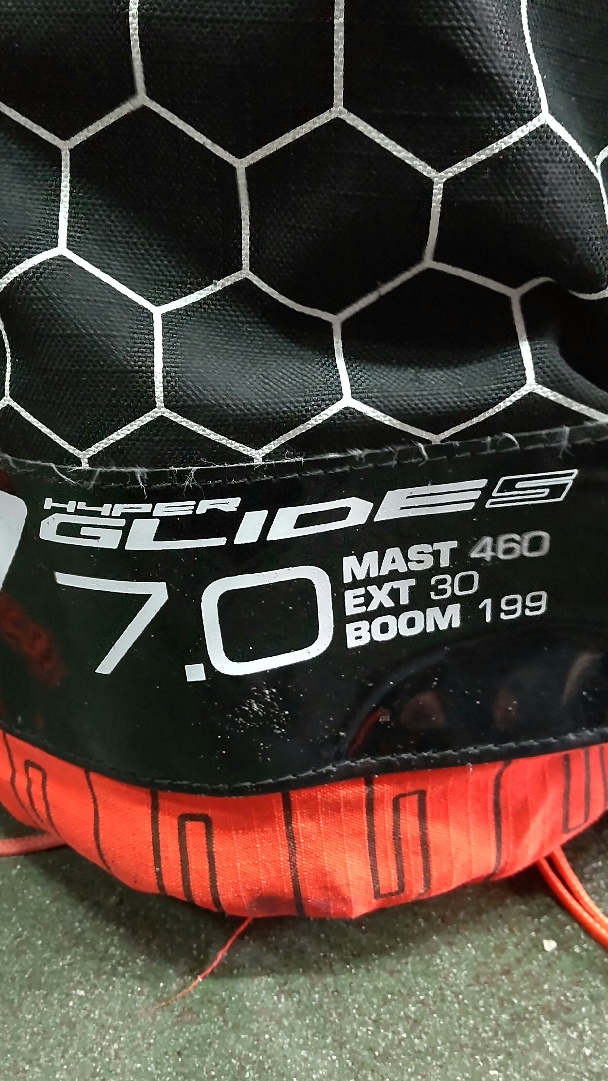 HYPER
GLIDE S
7.0
MAST 460
EXT 30
BOOM 199